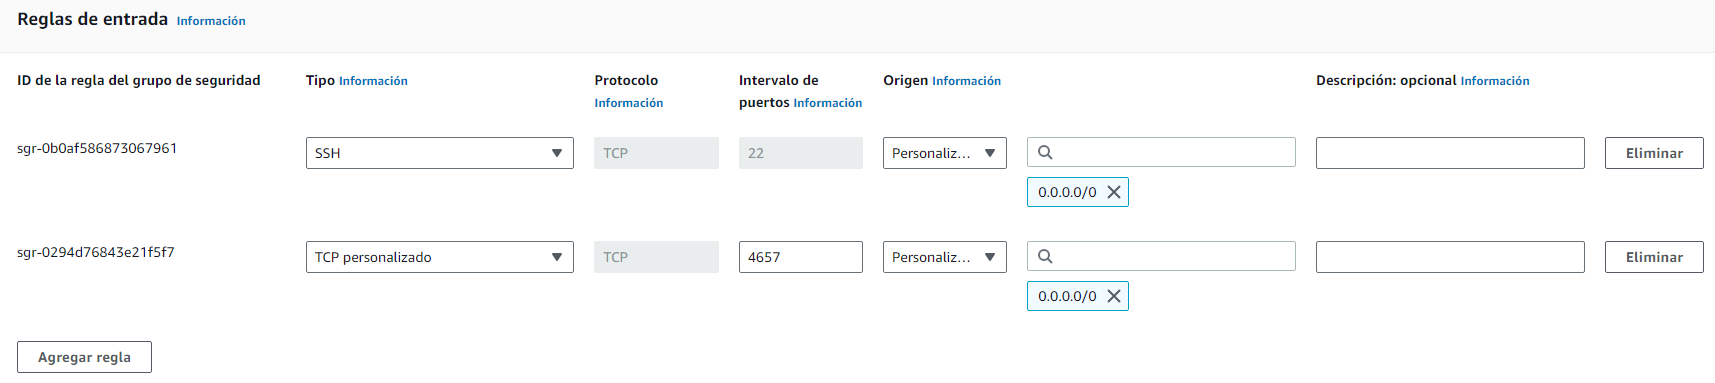 Reglas de entrada Información
ID de la regla del grupo de seguridad
Tipo Información
Protocolo
Información
Intervalo de
puertos Información
Origen Información
Descripción: opcional Información
sgr-0b0af586873067961
SSH
TCP
22
Personaliz...
0.0.0.0/0
Eliminar
sgr-0294d76843e21f5f7
TCP personalizado
TCP
4657
Personaliz...
0.0.0.0/0
Eliminar
Agregar regla